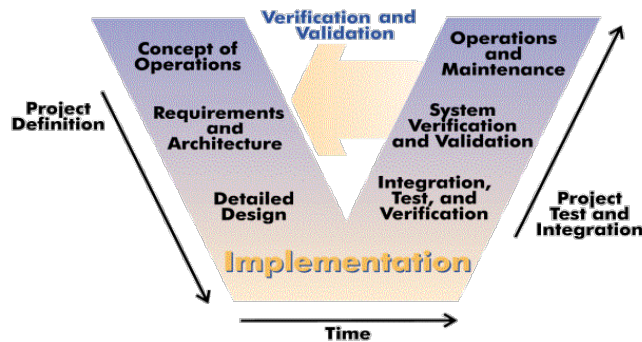 Verification and
Validation
Concept of
Operations
Operations
and
Maintenance
Project
Definition
Requirements
and
Architecture
System
Verification
and Validation
Detailed
Design
Integration,
Test, and
Verification
Project
Test and
Integration
Implementation
Time